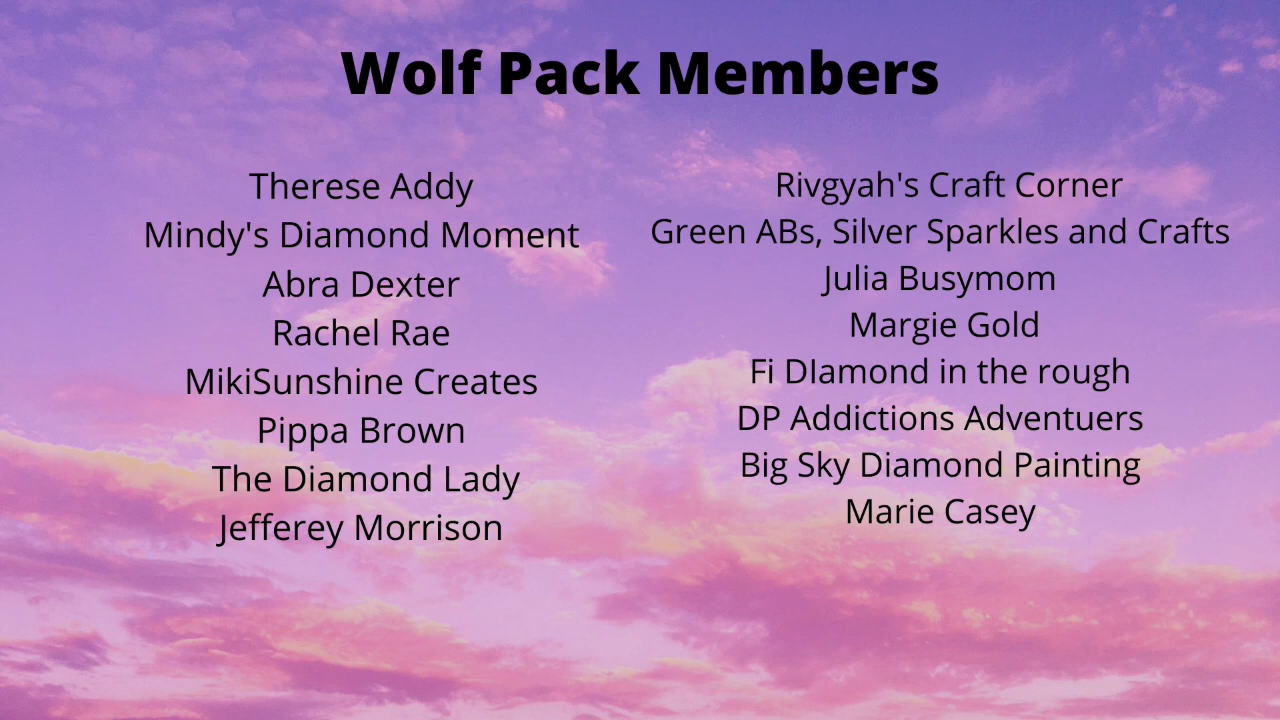 Wolf Pack Members
Therese Addy
Mindy's Diamond Moment
Abra Dexter
Rachel Rae
MikiSunshine Creates
Pippa Brown
The Diamond Lady
Jefferey Morrison
Rivgyah's Craft Corner
Green ABs, Silver Sparkles and Crafts
Julia Busymom
Margie Gold
Fi DIamond in the rough
DP Addictions Adventuers
Big Sky Diamond Painting
Marie Casey